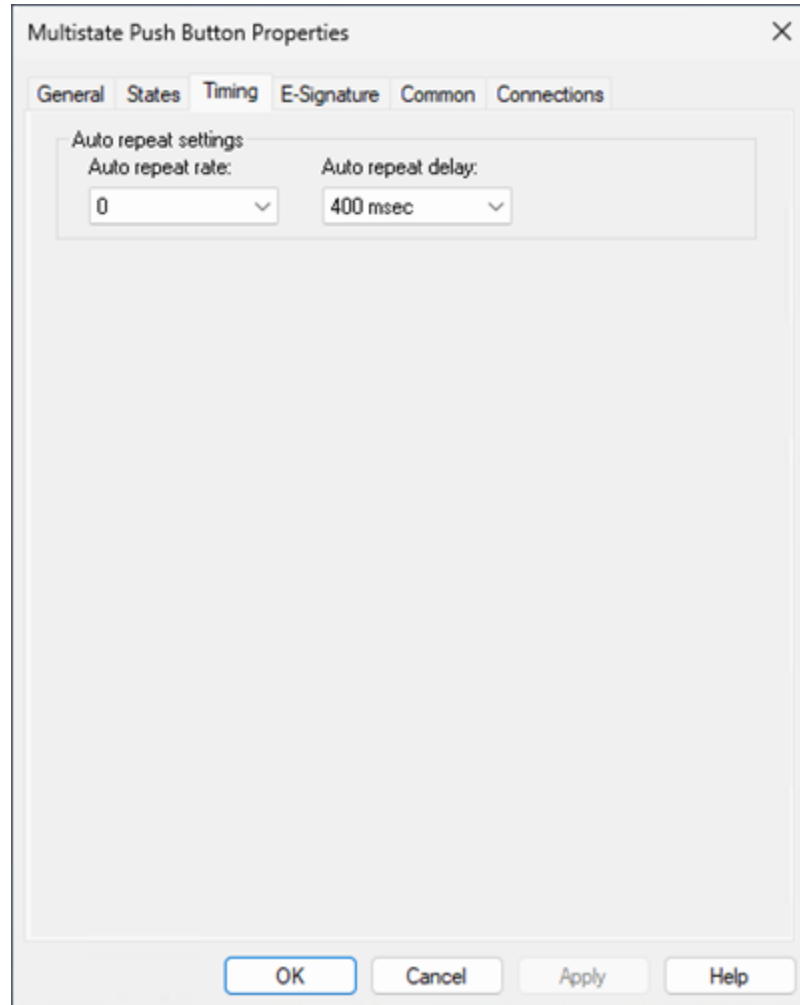 Multistate Push Button Properties
General States Timing E-Signature Common Connections
Auto repeat settings
Auto repeat rate: Auto repeat delay:
0 400 msec
OK Cancel Apply Help